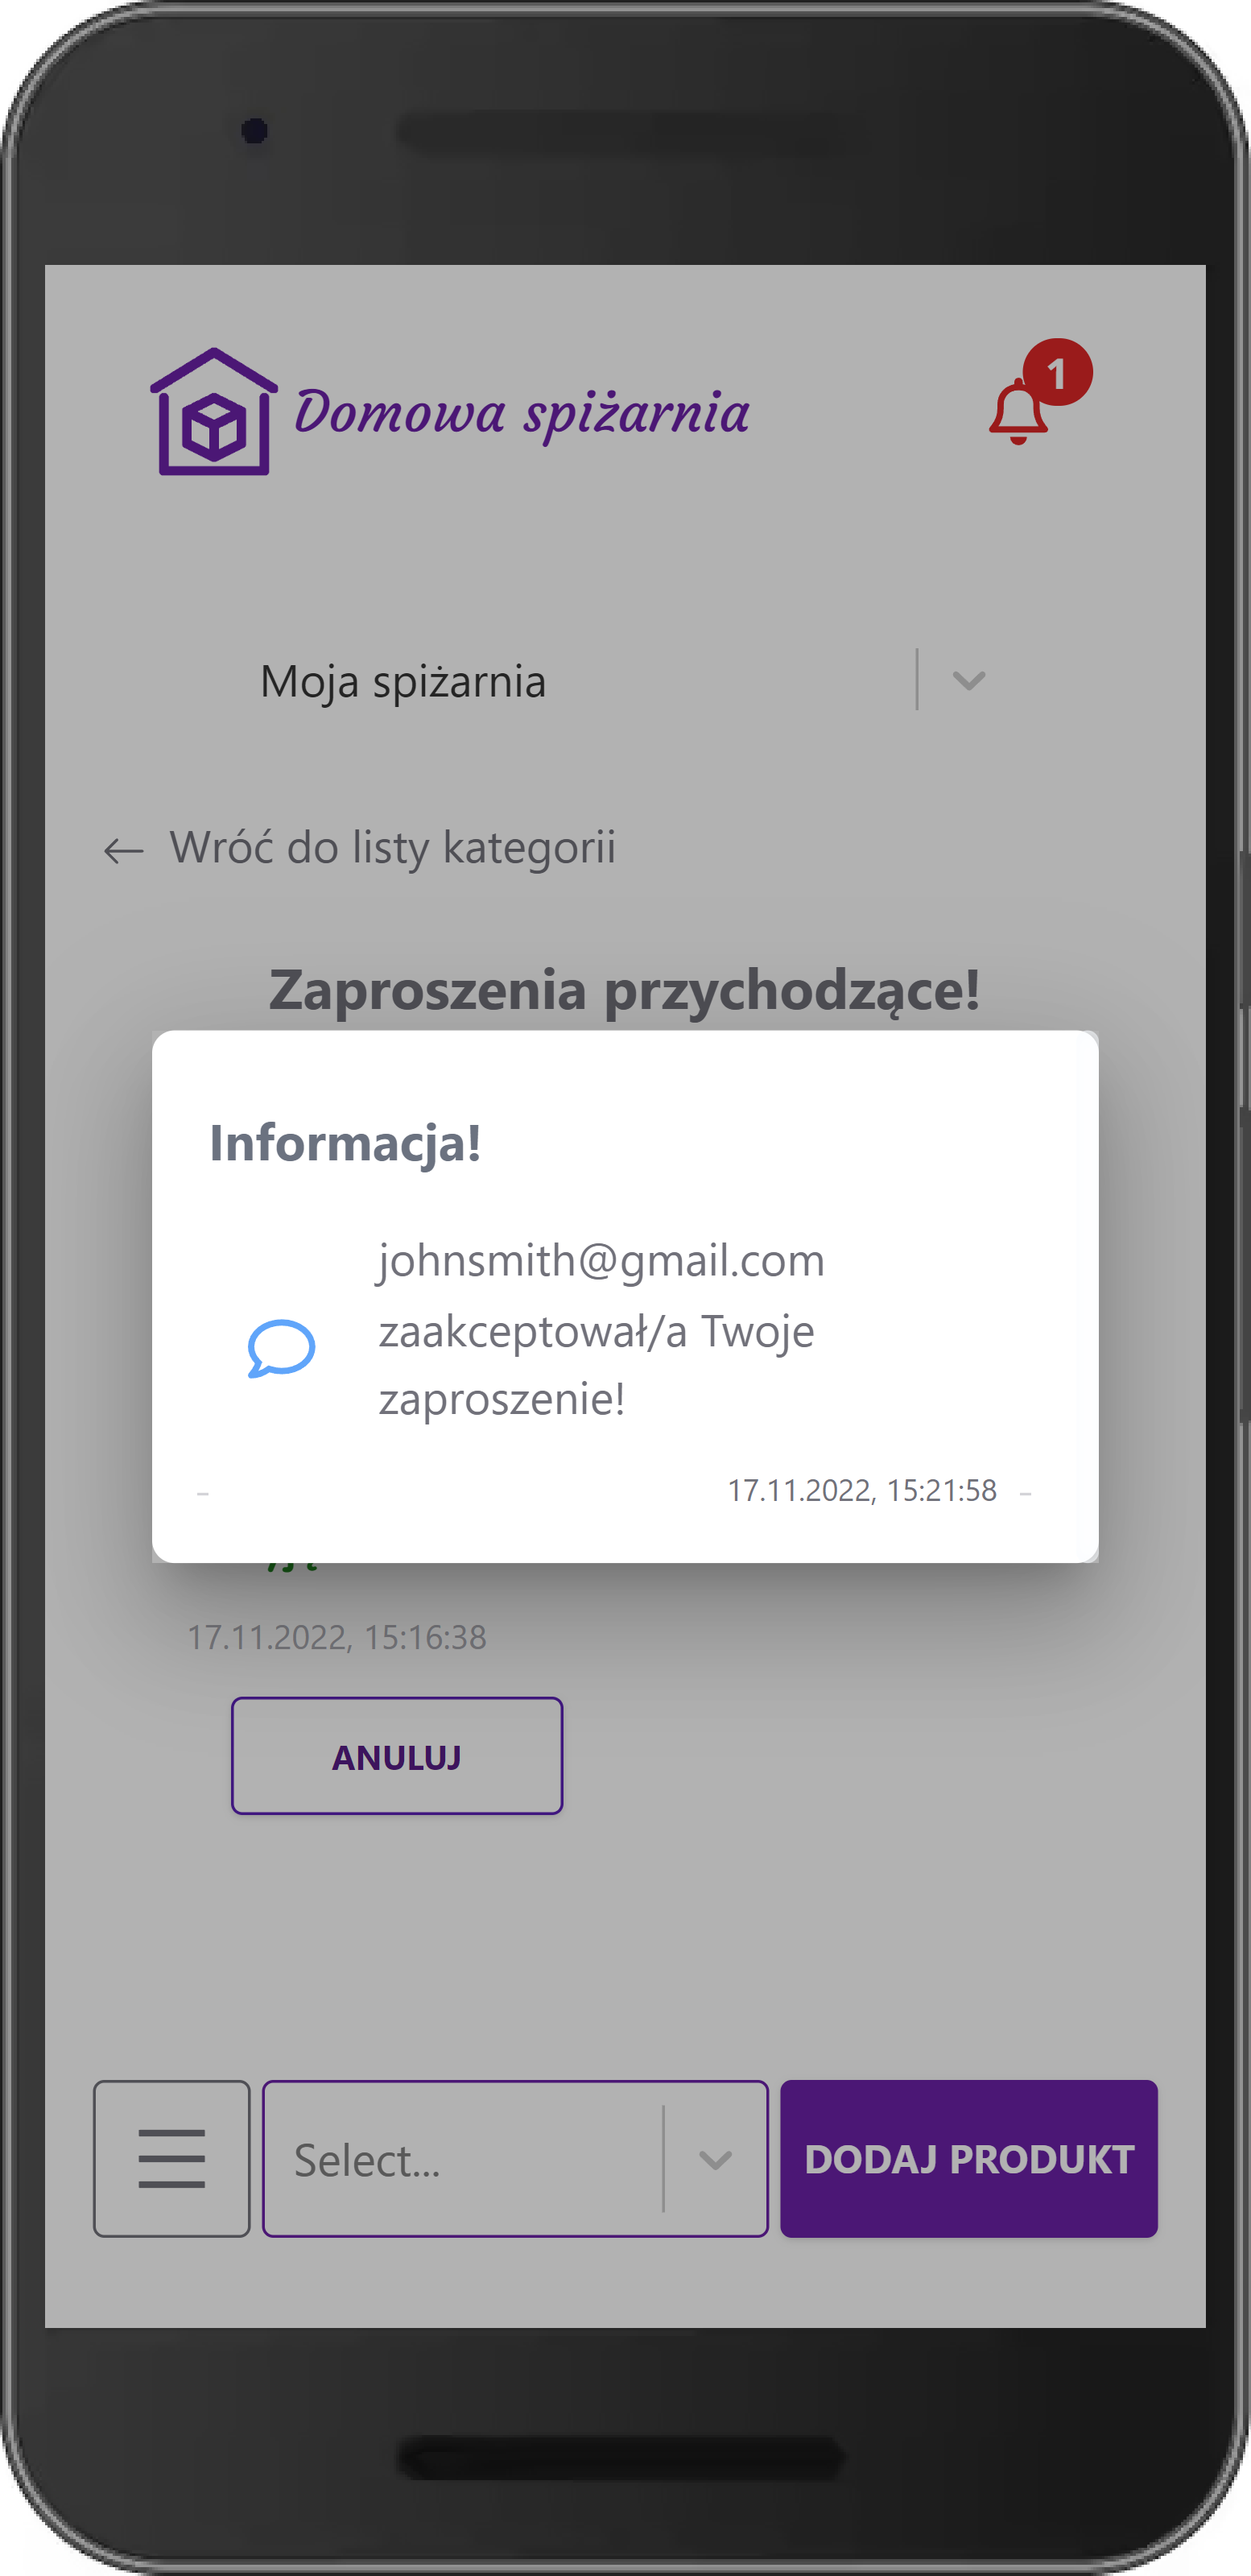 Domowa spiżarnia
1
Moja spiżarnia
Wróć do listy kategorii
Zaproszenia przychodzące!
Informacja!
johnsmith@gmail.com
zaakceptował/a Twoje
zaproszenie!
17.11.2022, 15:21:58
17.11.2022, 15:16:38
ANULUJ
Select...
DODAJ PRODUKT